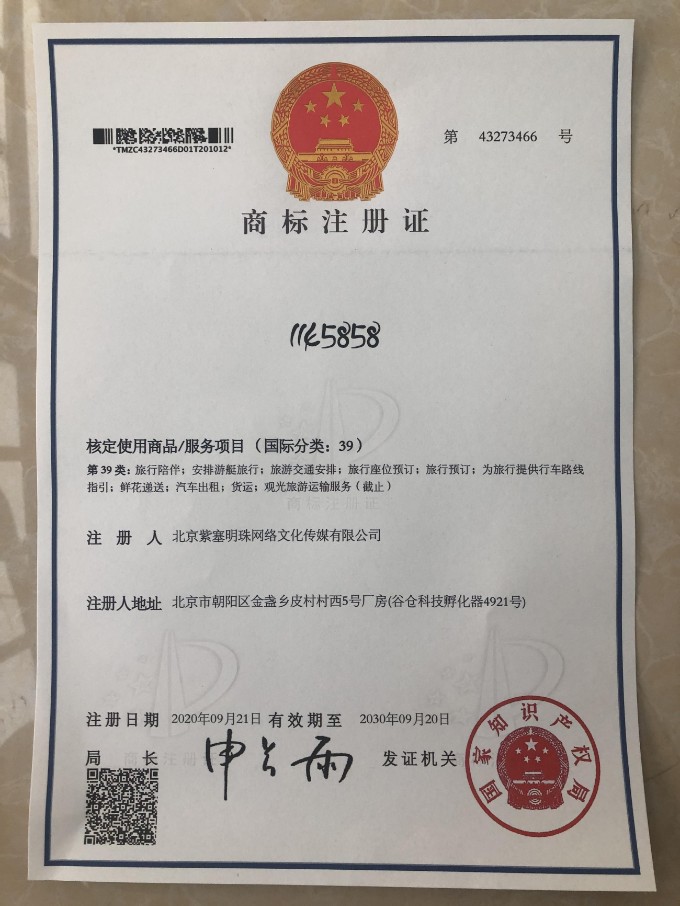 *TMZC43273466D01T201012*
第 43273466 号
商标注册证
核定使用商品/服务项目（国际分类：39）
第39类：旅行陪伴；安排游艇旅行；旅游交通安排；旅行座位预订；旅行预订；为旅行提供行车路线
指引；鲜花递送；汽车出租；货运；观光旅游运输服务（截止）
商标注册证
注册人 北京紫塞明珠网络文化传媒有限公司
注册人地址 北京市朝阳区金盏乡皮村村西5号厂房(谷仓科技孵化器4921号)
注册日期 2020年09月21日 有效期至 2030年09月20日
局长 申长雨 发证机关
国家知识产权局